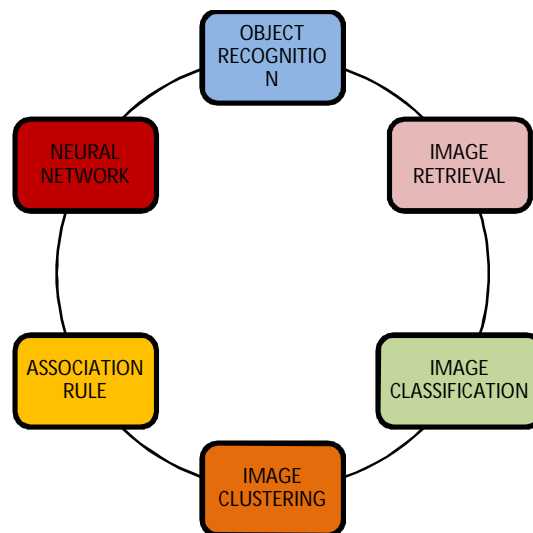 OBJECT
RECOGNITIO
N
NEURAL
NETWORK
IMAGE
RETRIEVAL
ASSOCIATION
RULE
IMAGE
CLASSIFICATION
IMAGE
CLUSTERING